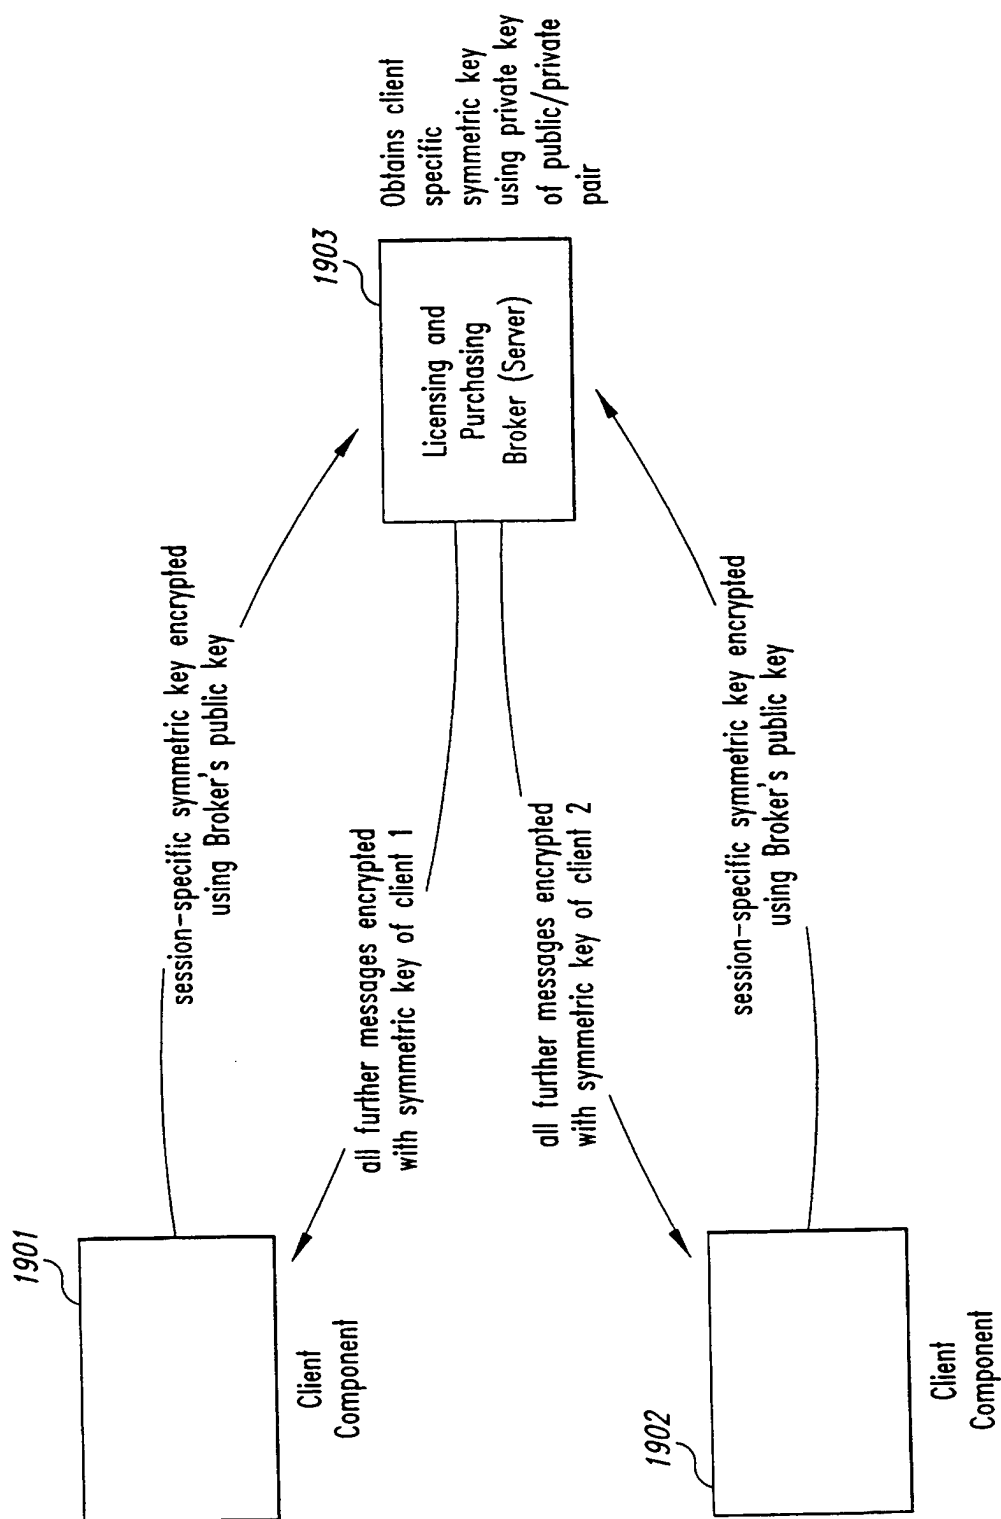 1901
Client
Component
session-specific symmetric key encrypted
using Broker's public key
all further messages encrypted
with symmetric key of client 1
1903
Licensing and
Purchasing
Broker (Server)
Obtains client
specific
symmetric key
using private key
of public/private
pair
all further messages encrypted
with symmetric key of client 2
session-specific symmetric key encrypted
using Broker's public key
1902
Client
Component